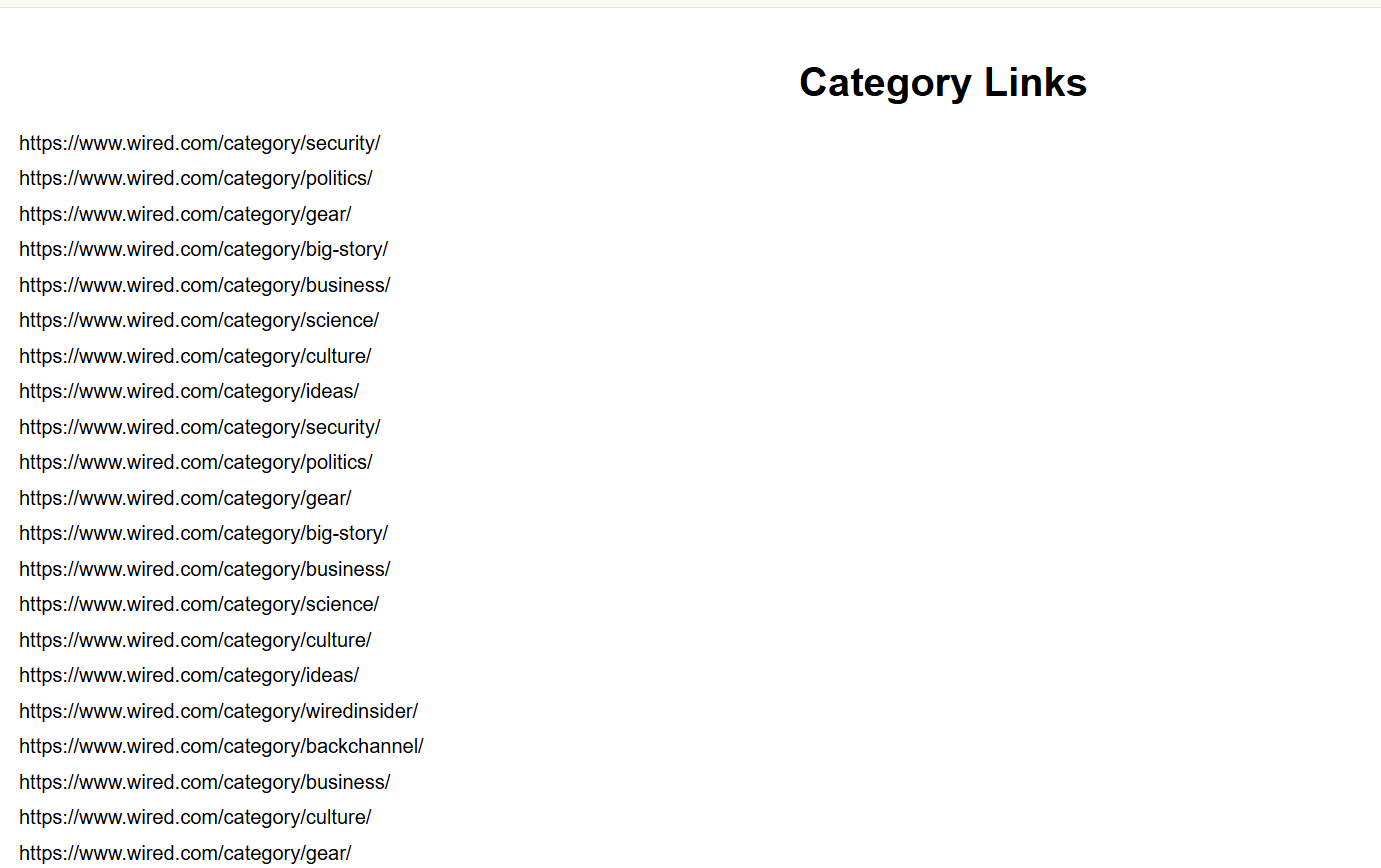 Category Links
https://www.wired.com/category/security/
https://www.wired.com/category/politics/
https://www.wired.com/category/gear/
https://www.wired.com/category/big-story/
https://www.wired.com/category/business/
https://www.wired.com/category/science/
https://www.wired.com/category/culture/
https://www.wired.com/category/ideas/
https://www.wired.com/category/security/
https://www.wired.com/category/politics/
https://www.wired.com/category/gear/
https://www.wired.com/category/big-story/
https://www.wired.com/category/business/
https://www.wired.com/category/science/
https://www.wired.com/category/culture/
https://www.wired.com/category/ideas/
https://www.wired.com/category/wiredinsider/
https://www.wired.com/category/backchannel/
https://www.wired.com/category/business/
https://www.wired.com/category/culture/
https://www.wired.com/category/gear/